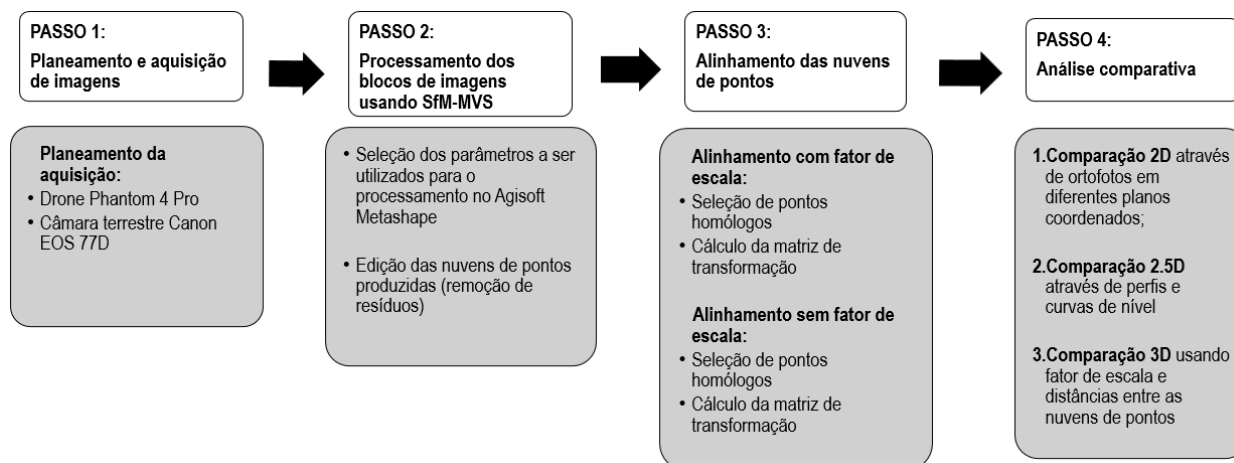 PASSO 1:
Planeamento e aquisição
de imagens
Planeamento da
aquisição:
• Drone Phantom 4 Pro
• Câmara terrestre Canon
EOS 77D
PASSO 2:
Processamento dos
blocos de imagens
usando SfM-MVS
• Seleção dos parâmetros a ser
utilizados para o
processamento no Agisoft
Metashape
• Edição das nuvens de pontos
produzidas (remoção de
resíduos)
PASSO 3:
Alinhamento das nuvens
de pontos
Alinhamento com fator de
escala:
• Seleção de pontos
homólogos
• Cálculo da matriz de
transformação
Alinhamento sem fator de
escala:
• Seleção de pontos
homólogos
• Cálculo da matriz de
transformação
PASSO 4:
Análise comparativa
1.Comparação 2D através
de ortofotos em
diferentes planos
coordenados;
2.Comparação 2.5D
através de perfis e
curvas de nível
3.Comparação 3D usando
fator de escala e
distâncias entre as
nuvens de pontos